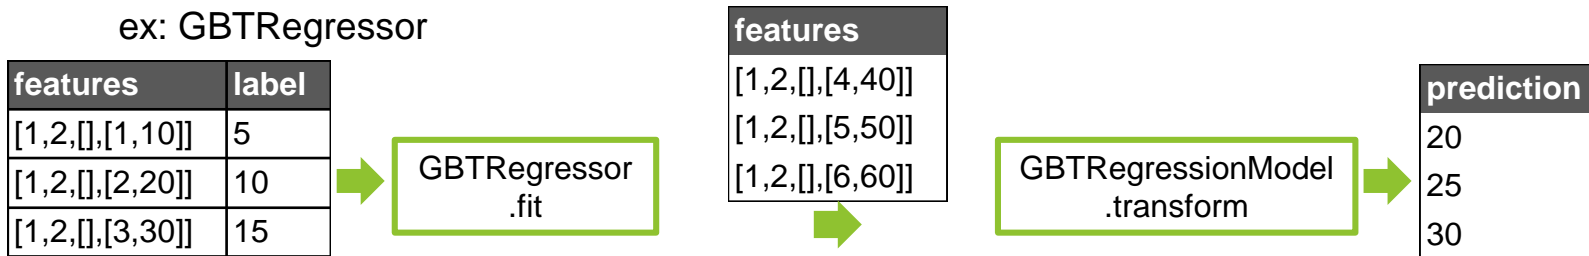 ex: GBTRegressor
features label
[1,2,[],[1,10]] 5
[1,2,[],[2,20]] 10
[1,2,[],[3,30]] 15
GBTRegressor
.fit
features
[1,2,[],[4,40]]
[1,2,[],[5,50]]
[1,2,[],[6,60]]
GBTRegressionModel
.transform
prediction
20
25
30